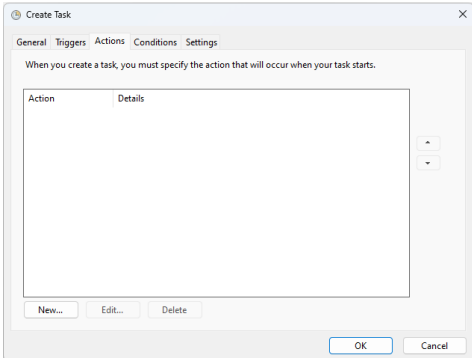 Create Task
General Triggers Actions Conditions Settings
When you create a task, you must specify the action that will occur when your task starts.
Action Details
New... Edit... Delete
OK Cancel